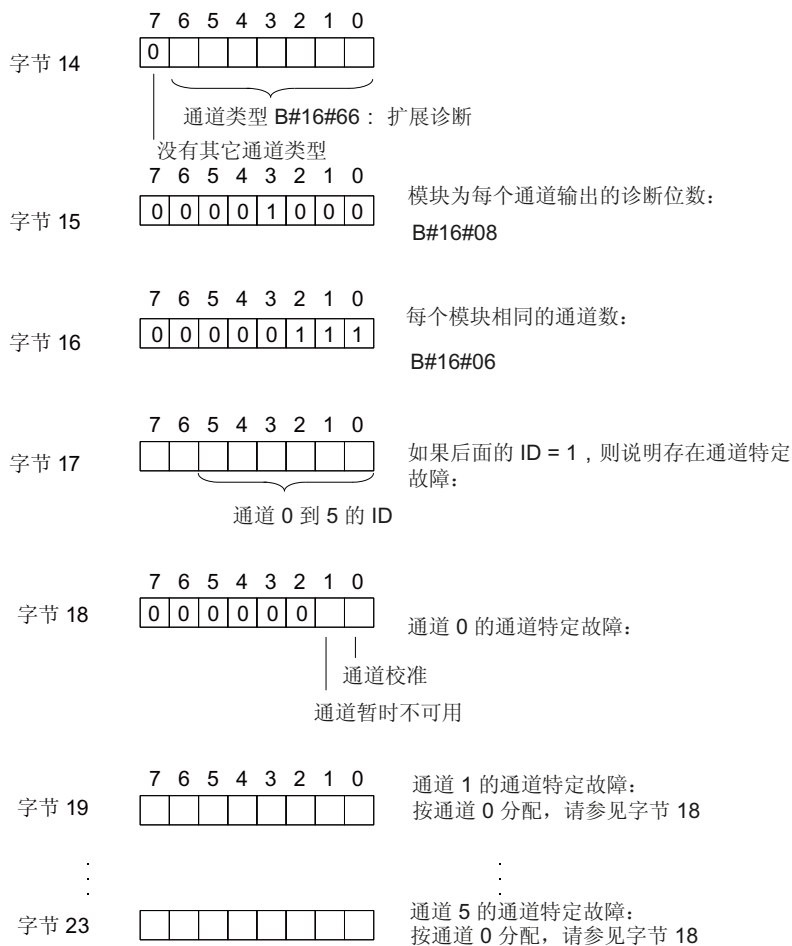 7 6 5 4 3 2 1 0
字节 14
0
通道类型 B#16#66： 扩展诊断
没有其它通道类型
7 6 5 4 3 2 1 0
字节 15
0 0 0 0 1 0 0 0
模块为每个通道输出的诊断位数：
B#16#08
7 6 5 4 3 2 1 0
字节 16
0 0 0 0 0 1 1 1
每个模块相同的通道数：
B#16#06
7 6 5 4 3 2 1 0
字节 17
如果后面的 ID = 1，则说明存在通道特定
故障：
通道 0 到 5 的 ID
7 6 5 4 3 2 1 0
字节 18
0 0 0 0 0 0
通道 0 的通道特定故障：
通道校准
通道暂时不可用
7 6 5 4 3 2 1 0
字节 19
通道 1 的通道特定故障：
按通道 0 分配，请参见字节 18
字节 23
通道 5 的通道特定故障：
按通道 0 分配，请参见字节 18